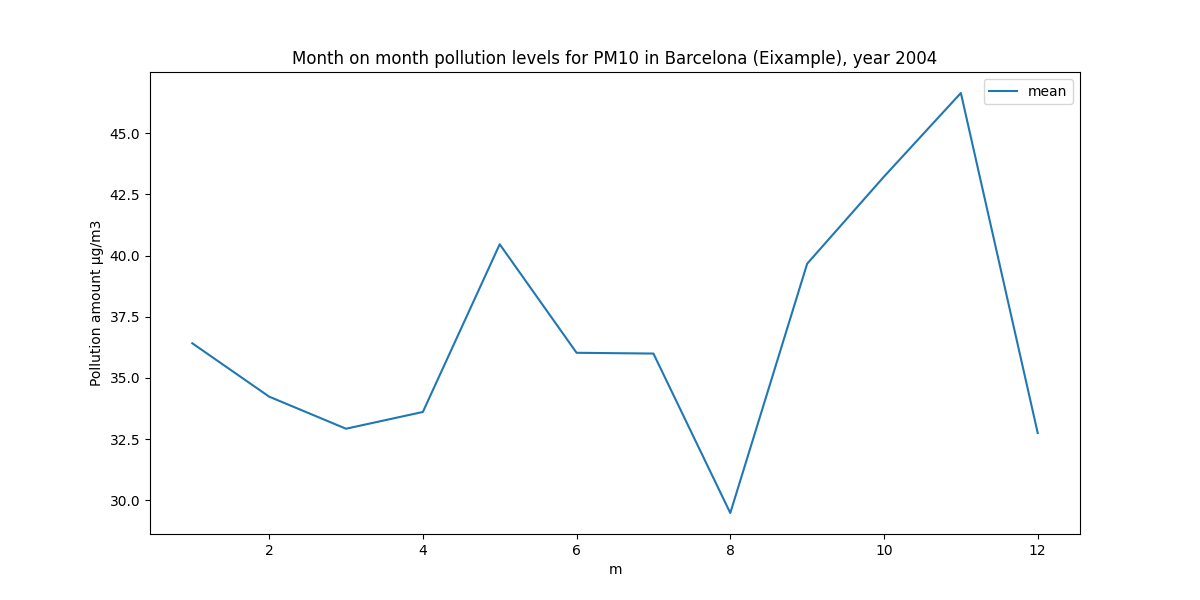 Month on month pollution levels for PM10 in Barcelona (Eixample), year 2004
mean
45.0
42.5
40.0
37.5
35.0
32.5
30.0
Pollution amount µg/m3
2 4 6 8 10 12
m